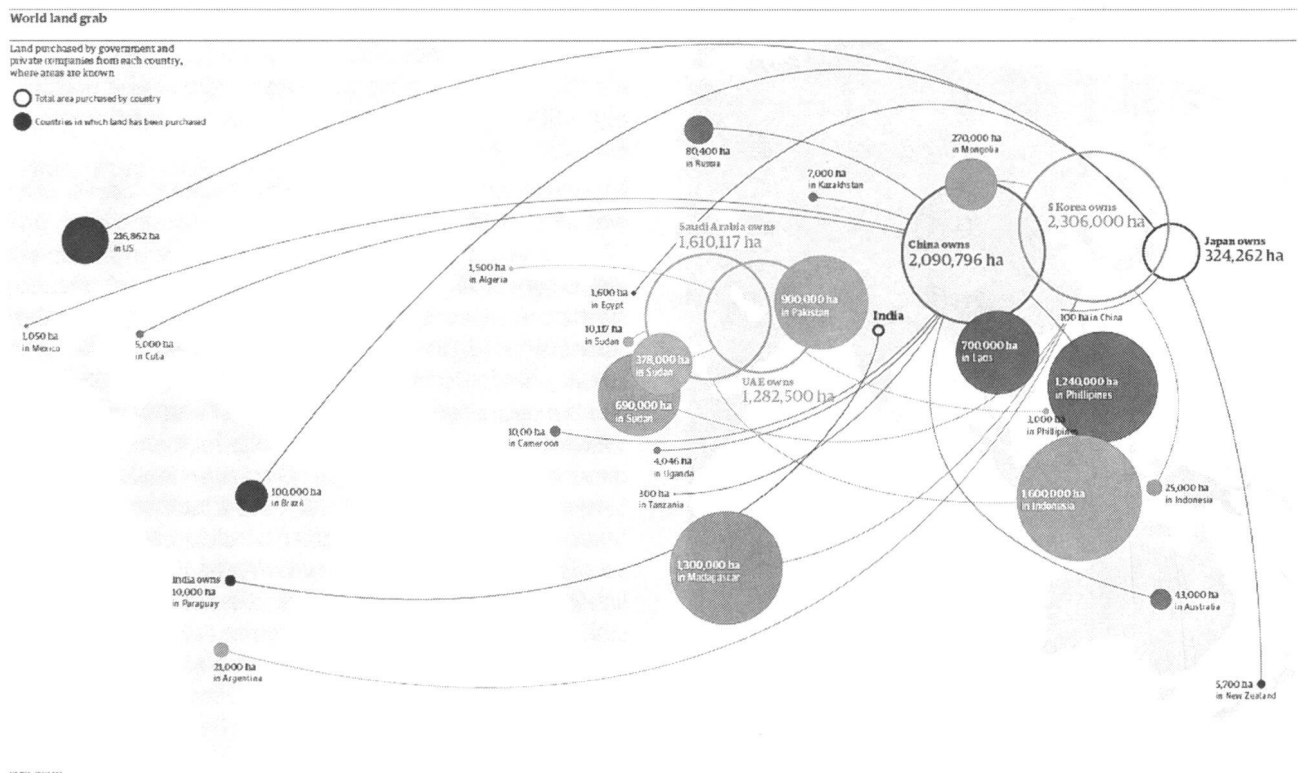 World land grab
Land purchased by government and
private companies from each country,
where areas are known
Total area purchased by country
Countries in which land has been purchased
80,400 ha
in Russia
270,000 ha
in Mongolia
7,000 ha
in Kazakhstan
S Korea owns
2,306,000 ha
216,862 ha
in US
Saudi Arabia owns
1,610,117 ha
China owns
2,090,796 ha
Japan owns
324,262 ha
1,500 ha
in Algeria
1,600 ha
in Egypt
900,000 ha
in Pakistan
India
100 ha in China
1,050 ha
in Mexico
5,000 ha
in Cuba
10,117 ha
in Sudan
378,000 ha
in Sudan
700,000 ha
in Laos
UAE owns
1,282,500 ha
1,240,000 ha
in Phillipines
690,000 ha
in Sudan
3,000 ha
in Phillipines
10,00 ha
in Cameroon
4,046 ha
in Uganda
100,000 ha
in Brazil
300 ha
in Tanzania
1,600,000 ha
in Indonisia
25,000 ha
in Indonesia
1,300,000 ha
in Madagascar
India owns
10,000 ha
in Paraguay
43,000 ha
in Australia
21,000 ha
in Argentina
5,700 ha
in New Zealand